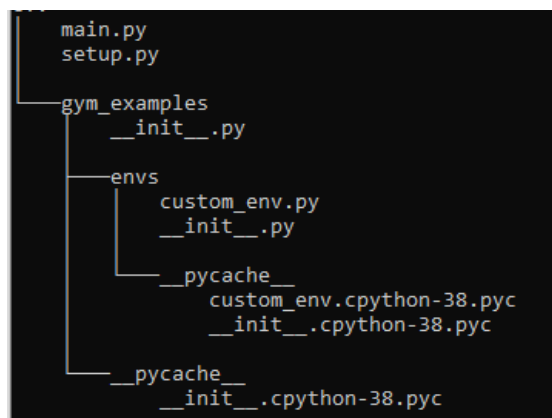 main.py
setup.py
gym_examples
__init__.py
envs
custom_env.py
__init__.py
__pycache__
custom_env.cpython-38.pyc
__init__.cpython-38.pyc
__pycache__
__init__.cpython-38.pyc